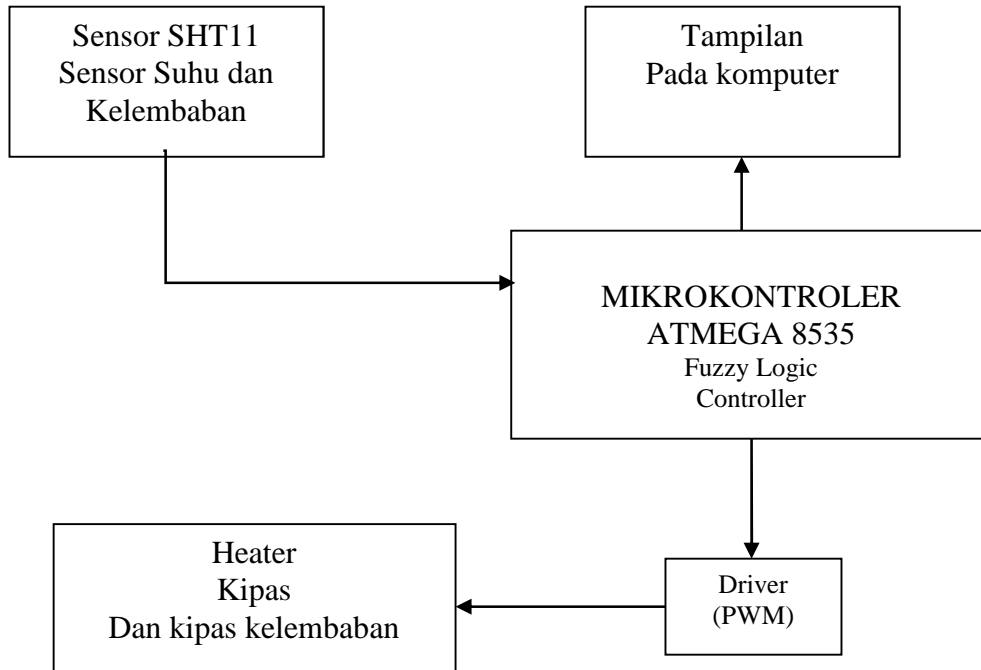 Sensor SHT11
Sensor Suhu dan
Kelembaban
Tampilan
Pada komputer
MIKROKONTROLER
ATMEGA 8535
Fuzzy Logic
Controller
Heater
Kipas
Dan kipas kelembaban
Driver
(PWM)